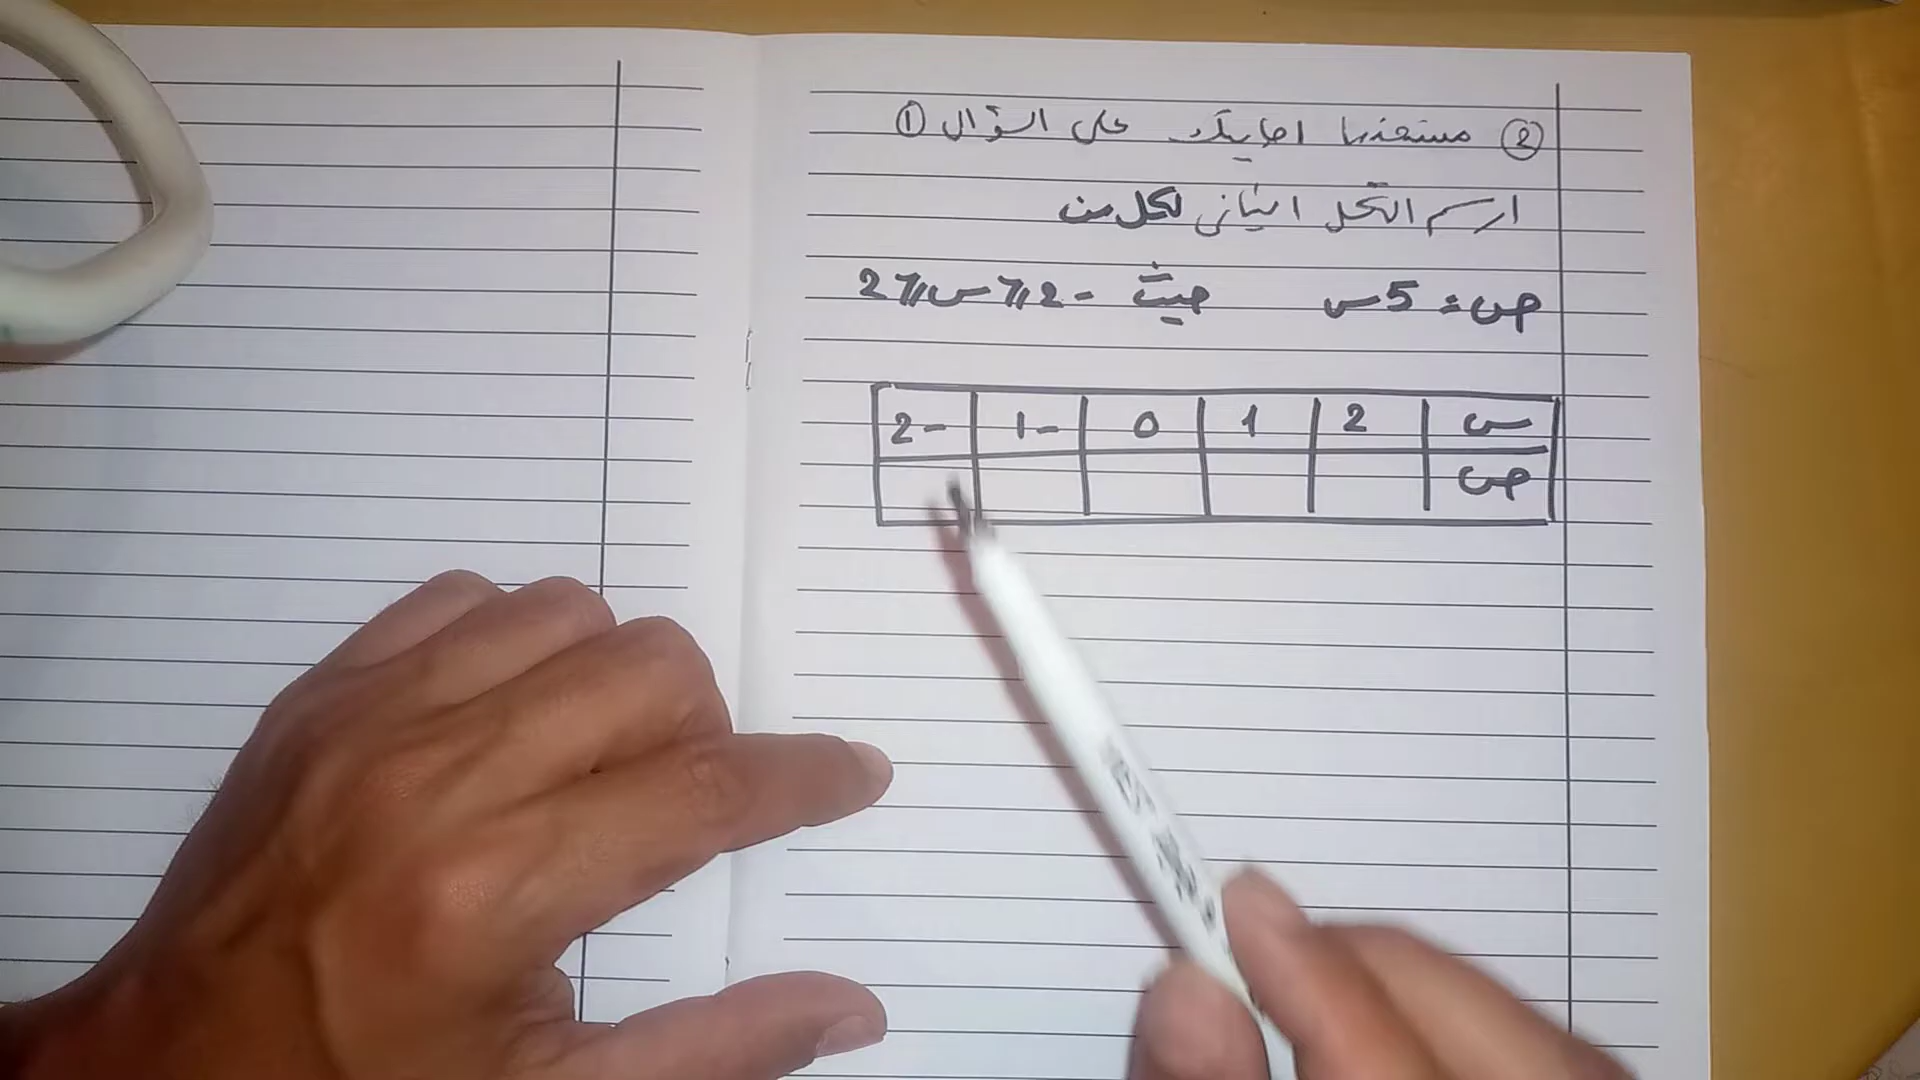 ② مستخدما اجابتك على السؤال ①
ارسم الشكل البياني لكل من
ص = 5س حيث -2 ⩽ س ⩽ 2
س 2 1 0 -1 -2
ص